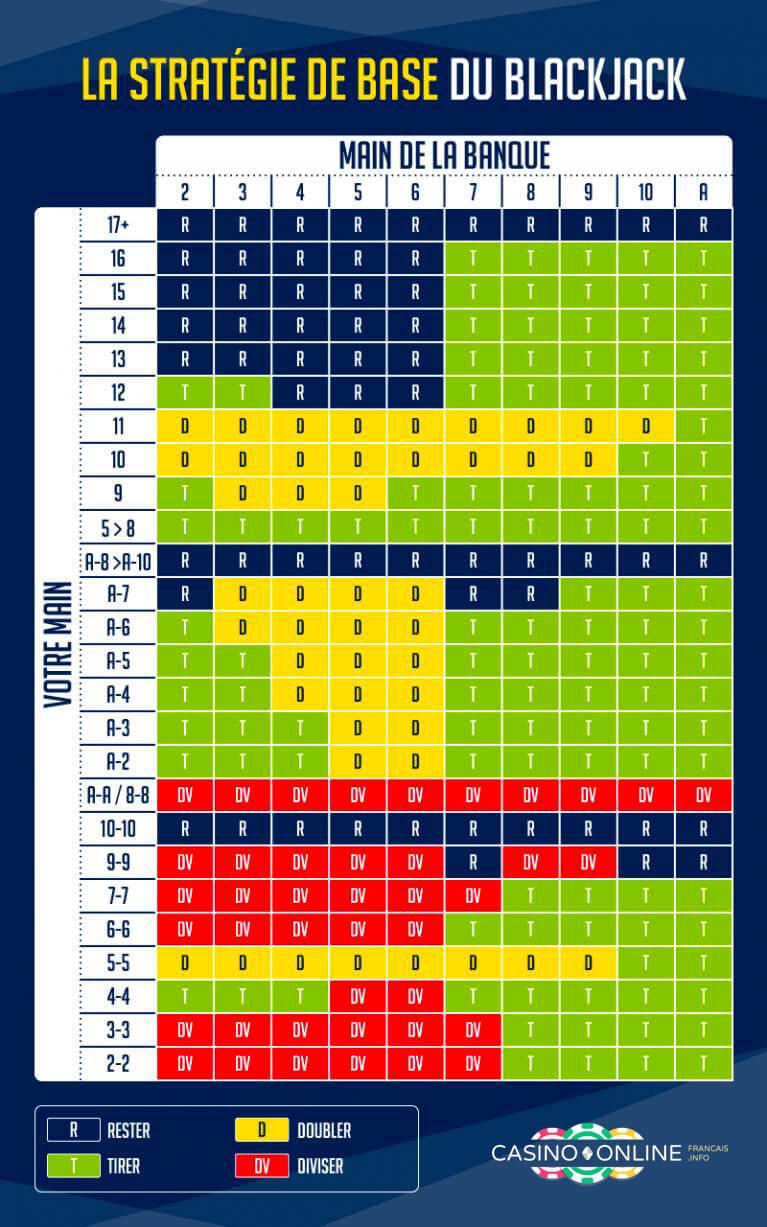 LA STRATÉGIE DE BASE DU BLACKJACK
MAIN DE LA BANQUE
2 3 4 5 6 7 8 9 10 A
VOTRE MAIN
17+ R R R R R R R R R R
16 R R R R R T T T T T
15 R R R R R T T T T T
14 R R R R R T T T T T
13 R R R R R T T T T T
12 T T R R R T T T T T
11 D D D D D D D D D T
10 D D D D D D D D T T
9 T D D D T T T T T T
5 > 8 T T T T T T T T T T
A-8 >A-10 R R R R R R R R R R
A-7 R D D D D R R T T T
A-6 T D D D D T T T T T
A-5 T T D D D T T T T T
A-4 T T D D D T T T T T
A-3 T T T D D T T T T T
A-2 T T T D D T T T T T
A-A / 8-8 DV DV DV DV DV DV DV DV DV DV
10-10 R R R R R R R R R R
9-9 DV DV DV DV DV R DV DV R R
7-7 DV DV DV DV DV DV T T T T
6-6 DV DV DV DV DV T T T T T
5-5 D D D D D D D D T T
4-4 T T T DV DV T T T T T
3-3 DV DV DV DV DV DV T T T T
2-2 DV DV DV DV DV DV T T T T
R RESTER D DOUBLER
T TIRER DV DIVISER
CASINO ONLINE FRANCAIS
.INFO